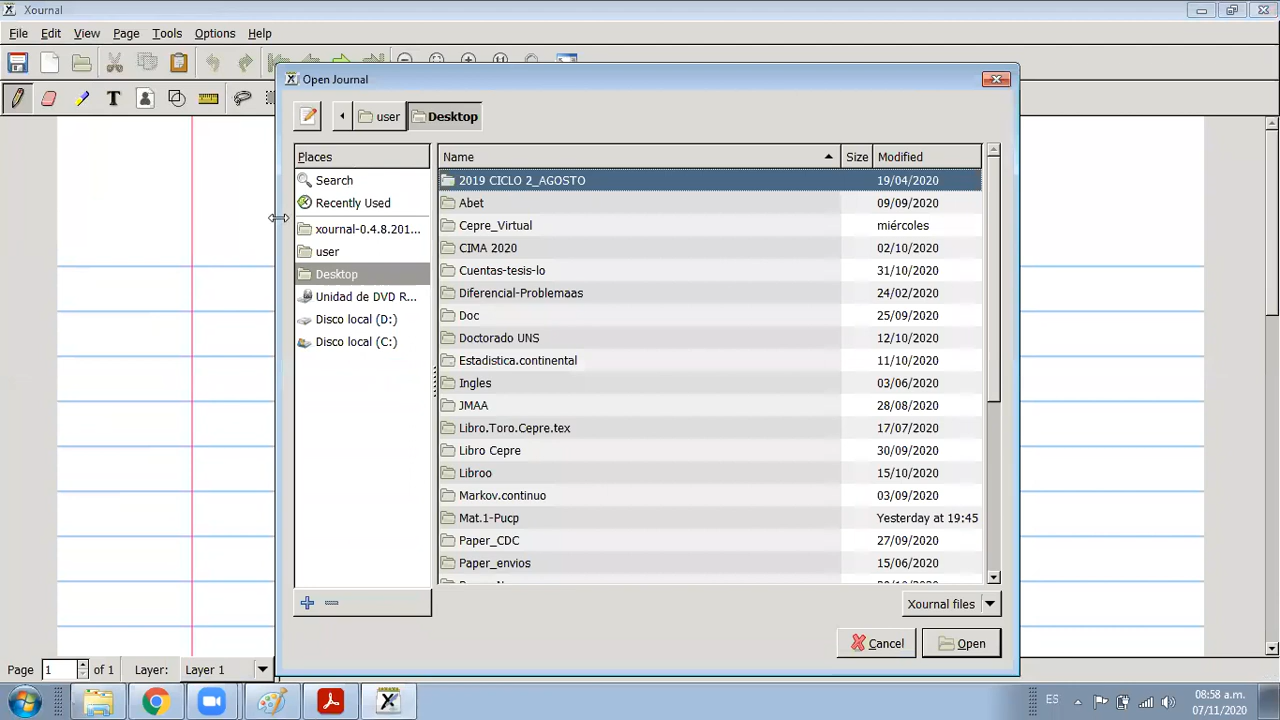 Xournal
File Edit View Page Tools Options Help
Open Journal
user Desktop
Places
Search
Recently Used
xournal-0.4.8.201...
user
Desktop
Unidad de DVD R...
Disco local (D:)
Disco local (C:)
Name Size Modified
2019 CICLO 2_AGOSTO 19/04/2020
Abet 09/09/2020
Cepre_Virtual miércoles
CIMA 2020 02/10/2020
Cuentas-tesis-lo 31/10/2020
Diferencial-Problemaas 24/02/2020
Doc 25/09/2020
Doctorado UNS 12/10/2020
Estadistica.continental 11/10/2020
Ingles 03/06/2020
JMAA 28/08/2020
Libro.Toro.Cepre.tex 17/07/2020
Libro Cepre 30/09/2020
Libroo 15/10/2020
Markov.continuo 03/09/2020
Mat.1-Pucp Yesterday at 19:45
Paper_CDC 27/09/2020
Paper_envios 15/06/2020
Xournal files
Cancel Open
Page 1 of 1 Layer: Layer 1
ES 08:58 a.m.
07/11/2020